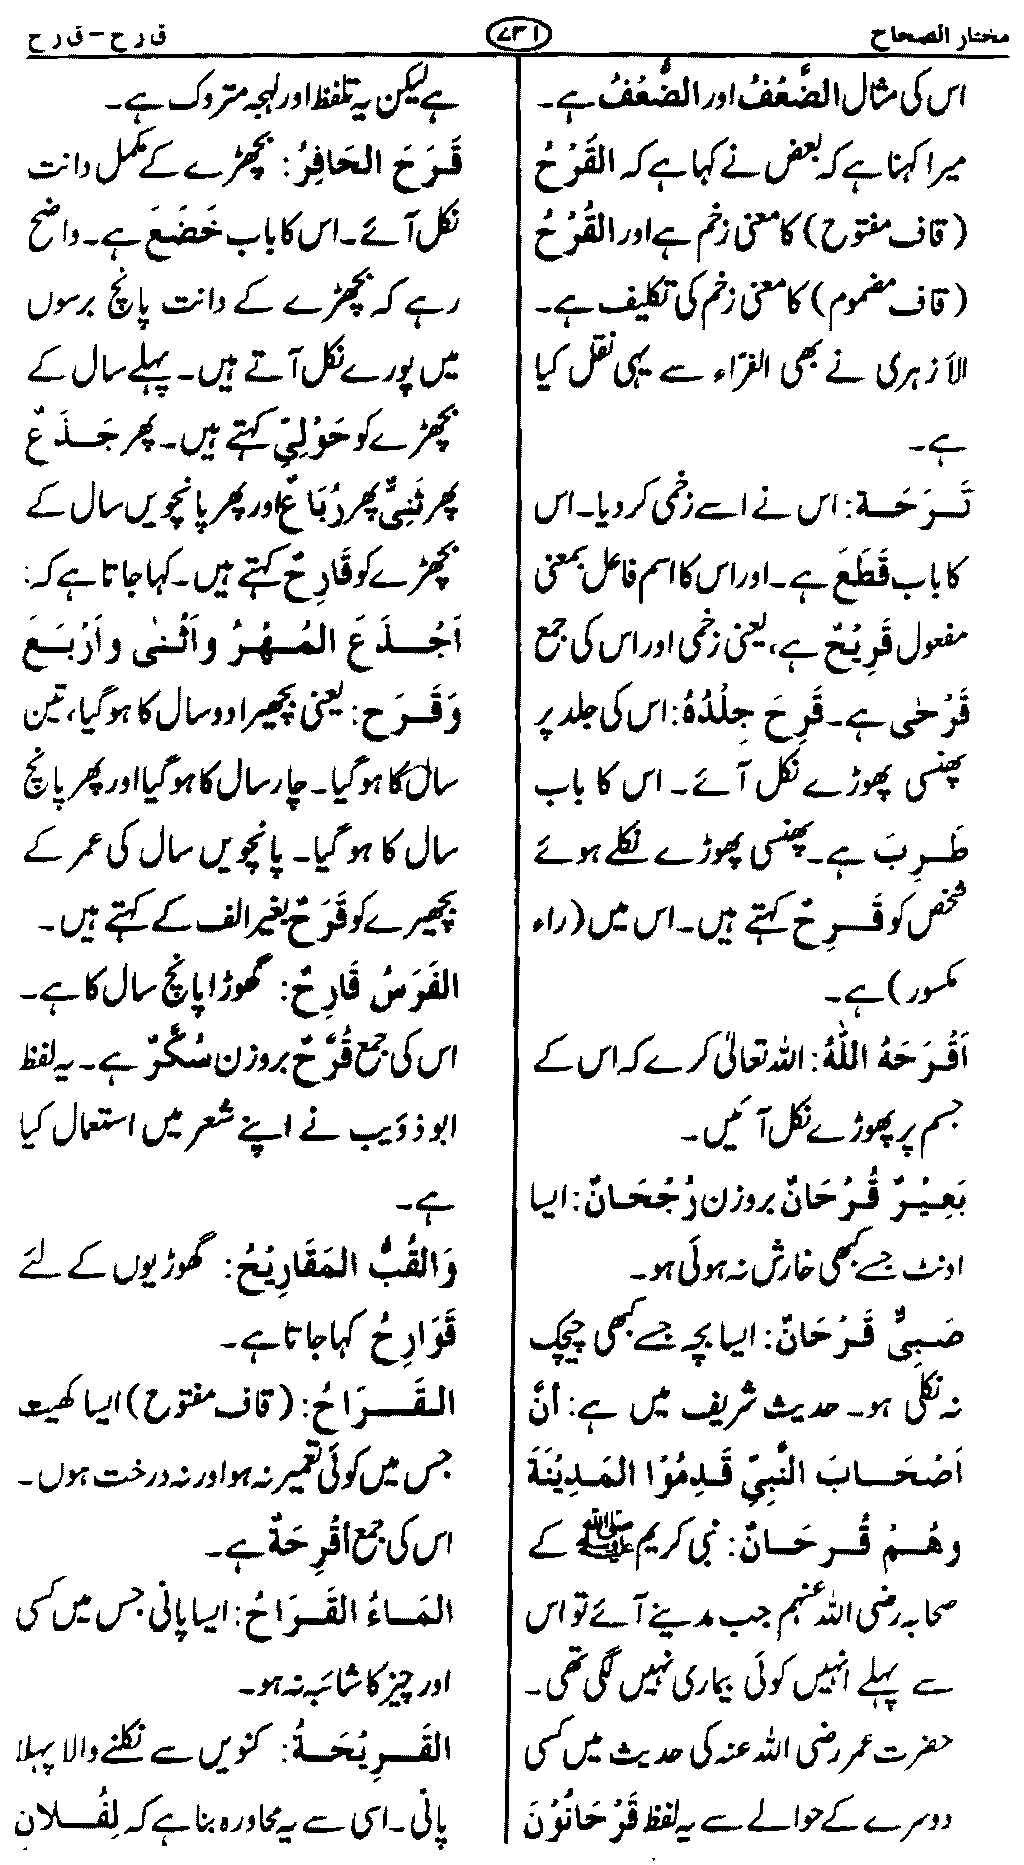 مختار الصحاح
۷۳۱
ق ر ح – ق ر ح
اس کی مثال الضَّعْفُ اور الضُّعْفُ ہے۔
میرا کہنا ہے کہ بعض نے کہا ہے کہ القَرْحُ
(قاف مفتوح) کا معنی زخم ہے اور القُرْحُ
(قاف مضموم) کا معنی زخم کی تکلیف ہے۔
الازہری نے بھی الفرّاء سے یہی نقل کیا
ہے۔
قَرَحَهٗ: اس نے اسے زخمی کر دیا۔ اس
کا باب قَطَعَ ہے۔ اور اس کا اسم فاعل بمعنی
مفعول قَرِيْحٌ ہے، یعنی زخمی اور اس کی جمع
قَرْحٰی ہے۔ قَرِحَ جِلْدُهٗ: اس کی جلد پر
پھنسی پھوڑے نکل آئے۔ اس کا باب
طَرِبَ ہے۔ پھنسی پھوڑے نکلے ہوئے
شخص کو قَرِحٌ کہتے ہیں۔ اس میں (راء
مکسور) ہے۔
اَقْرَحَهُ اللهُ: اللہ تعالیٰ کرے کہ اس کے
جسم پر پھوڑے نکل آئیں۔
بَعِيْرٌ قُرْحَانٌ بروزن رُجْحَانٌ: ایسا
اونٹ جسے کبھی خارش نہ ہوئی ہو۔
صَبِیٌّ قُرْحَانٌ: ایسا بچہ جسے کبھی چیچک
نہ نکلی ہو۔ حدیث شریف میں ہے: أنَّ
اَصْحَابَ النَّبِيِّ قَدِمُوْا المَدِيْنَةَ
وهُمْ قُرحَانٌ: نبی کریم ﷺ کے
صحابہ رضی اللہ عنہم جب مدینے آئے تو اس
سے پہلے انہیں کوئی بیماری نہیں لگی تھی۔
حضرت عمر رضی اللہ عنہ کی حدیث میں کسی
دوسرے کے حوالے سے یہ لفظ قُرْحَانُوْنَ
ہے لیکن یہ تلفظ اور لہجہ متروک ہے۔
قَرَحَ الحَافِرُ: بچھڑے کے مکمل دانت
نکل آئے۔ اس کا باب خَضَعَ ہے۔ واضح
رہے کہ بچھڑے کے دانت پانچ برسوں
میں پورے نکل آتے ہیں۔ پہلے سال کے
بچھڑے کو حَوْلِیٌّ کہتے ہیں۔ پھر جَذَعٌ
پھر ثَنِیٌّ پھر رُبَاعٌ اور پھر پانچویں سال کے
بچھڑے کو قَارِحٌ کہتے ہیں۔ کہا جاتا ہے کہ:
اَجْذَعَ المُهْرُ واَثْنٰی واَرْبَعَ
وَقَرَح: یعنی بچھیرا دو سال کا ہو گیا، تین
سال کا ہو گیا۔ چار سال کا ہو گیا اور پھر پانچ
سال کا ہو گیا۔ پانچویں سال کی عمر کے
بچھیرے کو قَرَحٌ بغیر الف کے کہتے ہیں۔
الفَرَسُ قَارِحٌ: گھوڑا پانچ سال کا ہے۔
اس کی جمع قُرَّحٌ بروزن سُکَّرٌ ہے۔ یہ لفظ
ابو ذؤیب نے اپنے شعر میں استعمال کیا
ہے۔
وَالقُبُّ المَقَارِيْحُ: گھوڑیوں کے لئے
قَوَارِحُ کہا جاتا ہے۔
القَرَاحُ: (قاف مفتوح) ایسا کھیت
جس میں کوئی تعمیر نہ ہو اور نہ درخت ہوں۔
اس کی جمع أقْرِحَةٌ ہے۔
المَاءُ القَرَاحُ: ایسا پانی جس میں کسی
اور چیز کا شائبہ نہ ہو۔
القَرِيْحَةُ: کنویں سے نکلنے والا پہلا
پانی۔ اسی سے یہ محاورہ بنا ہے کہ لِفُلانٍ